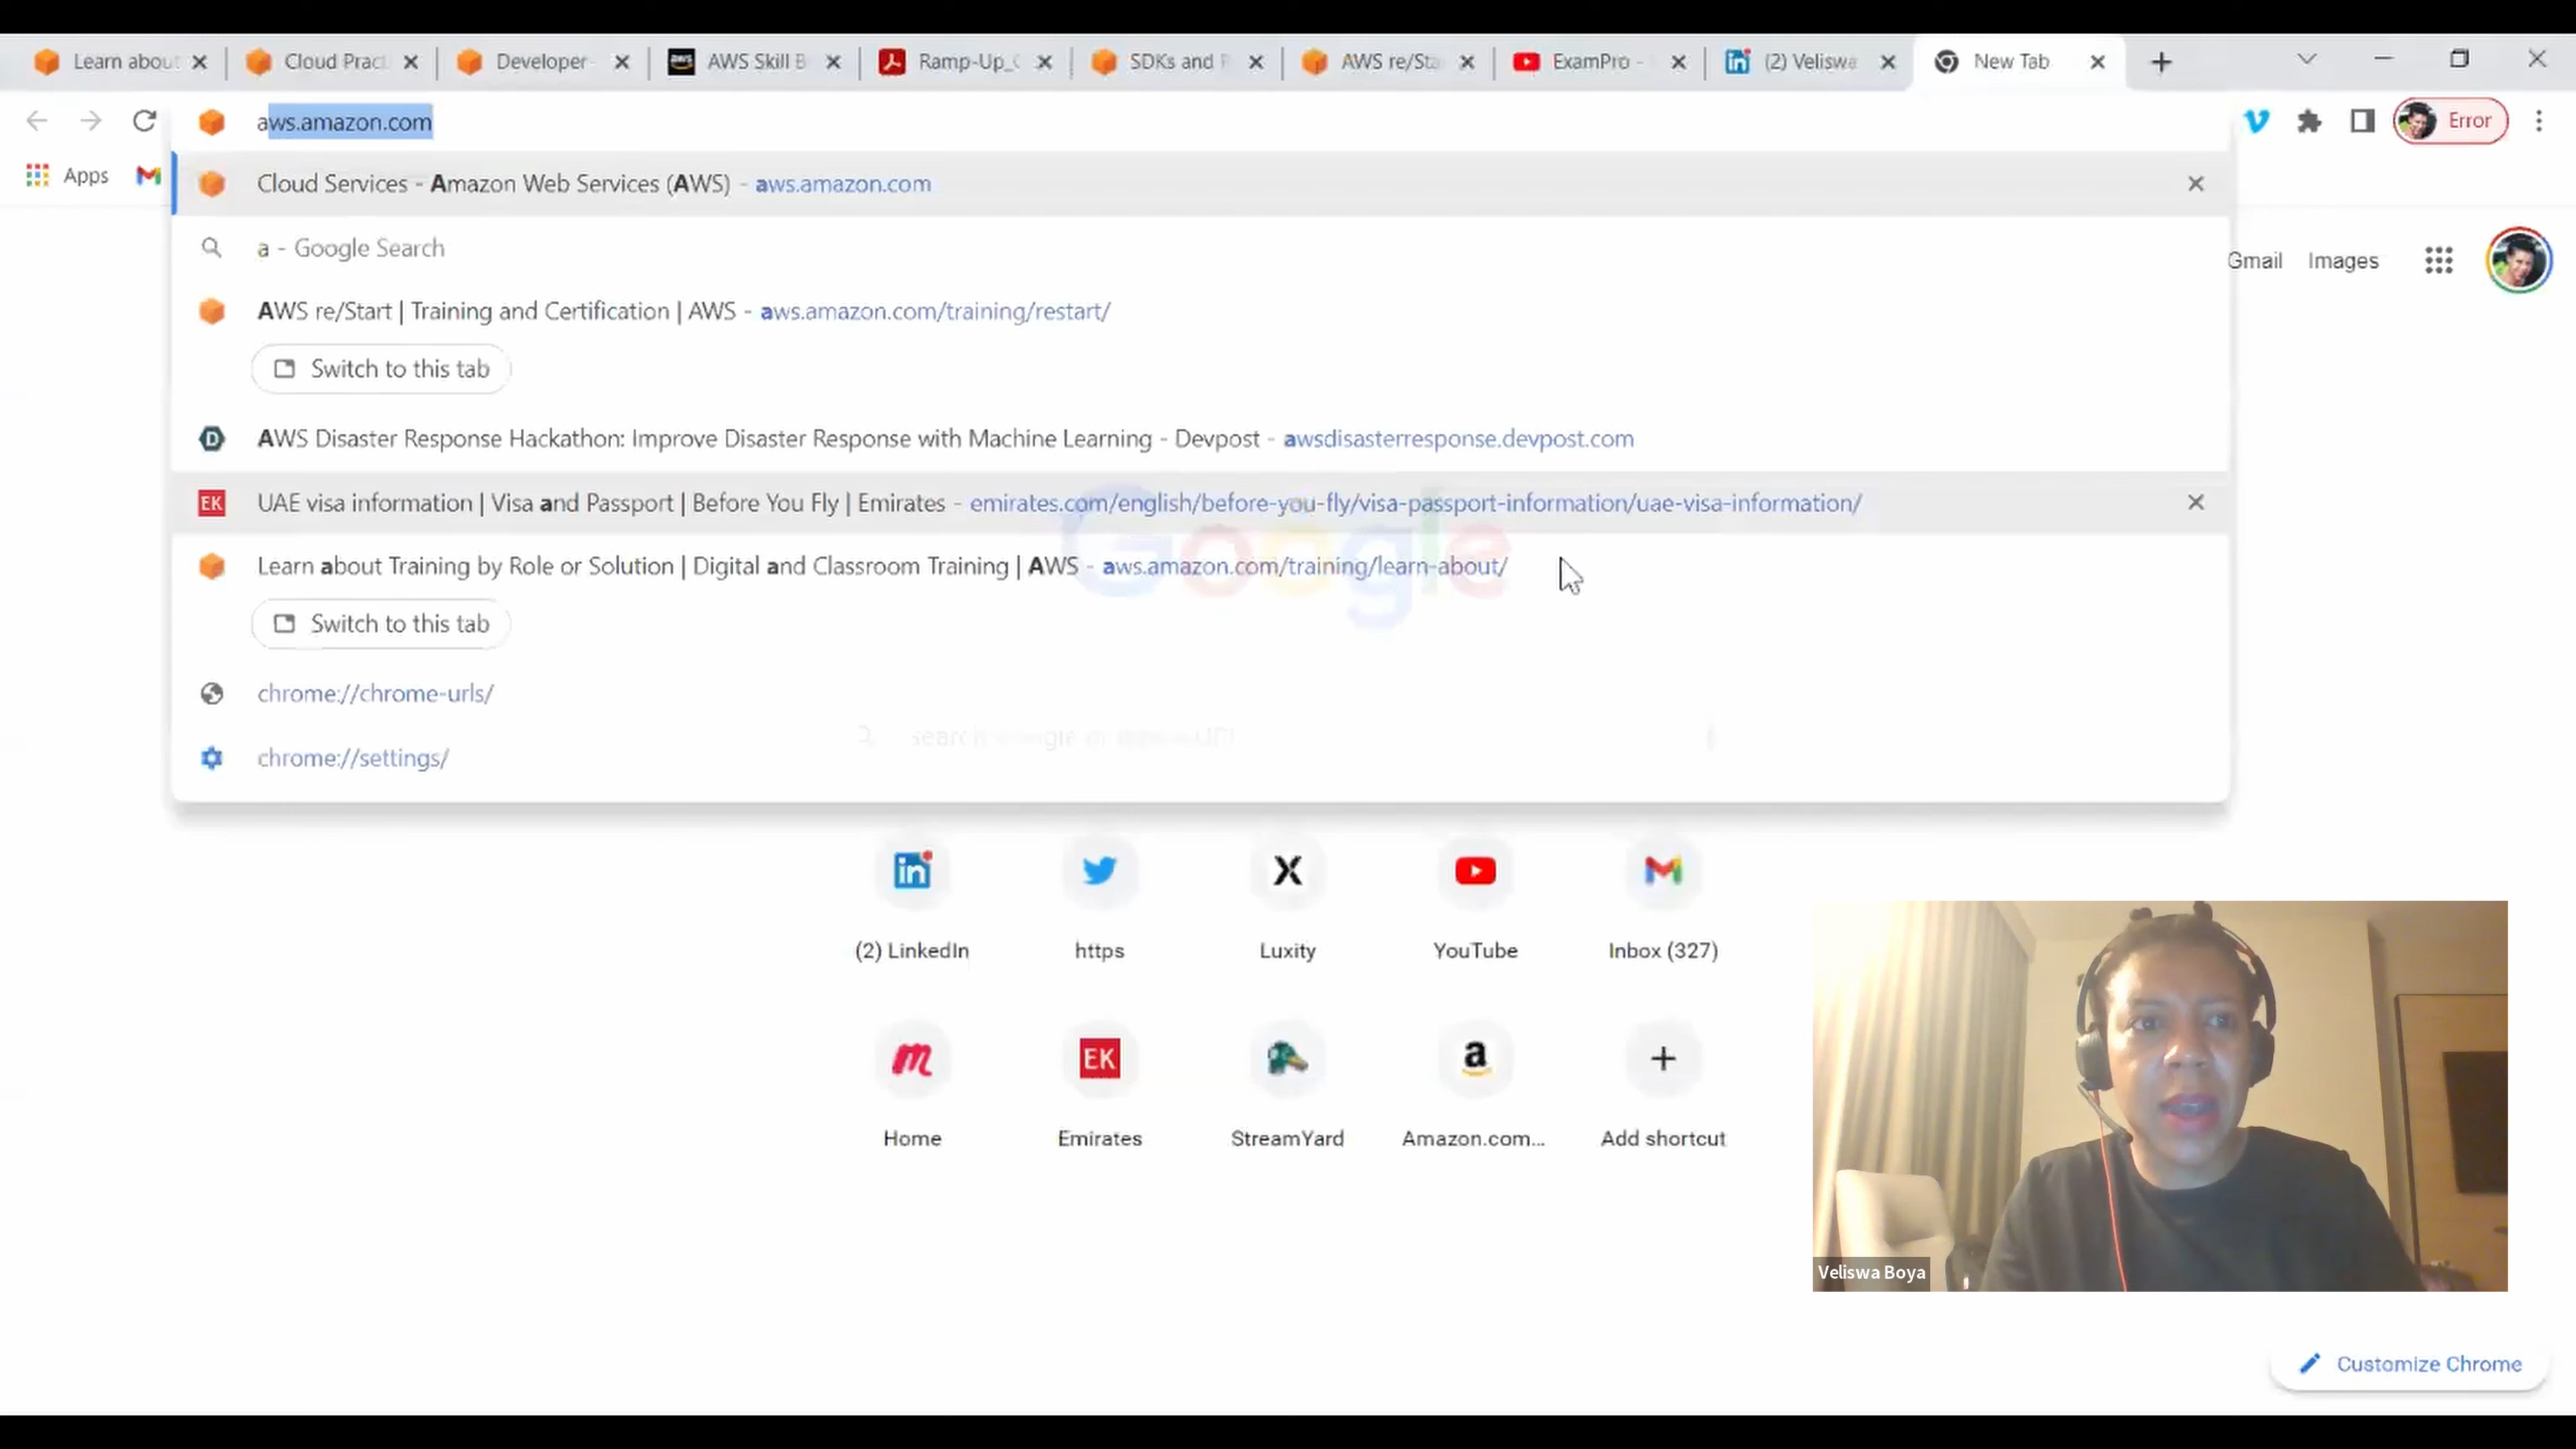 Learn about
Cloud Pract
Developer
AWS Skill B
Ramp-Up_G
SDKs and
AWS re/Sta
ExamPro -
(2) Veliswa
New Tab
aws.amazon.com
Error
Apps
Cloud Services - Amazon Web Services (AWS) - aws.amazon.com
a - Google Search
Gmail Images
AWS re/Start | Training and Certification | AWS - aws.amazon.com/training/restart/
Switch to this tab
AWS Disaster Response Hackathon: Improve Disaster Response with Machine Learning - Devpost - awsdisasterresponse.devpost.com
EK UAE visa information | Visa and Passport | Before You Fly | Emirates - emirates.com/english/before-you-fly/visa-passport-information/uae-visa-information/
Google
Learn about Training by Role or Solution | Digital and Classroom Training | AWS - aws.amazon.com/training/learn-about/
Switch to this tab
chrome://chrome-urls/
chrome://settings/
(2) LinkedIn https Luxity YouTube Inbox (327)
EK
Home Emirates StreamYard Amazon.com... Add shortcut
Veliswa Boya
Customize Chrome